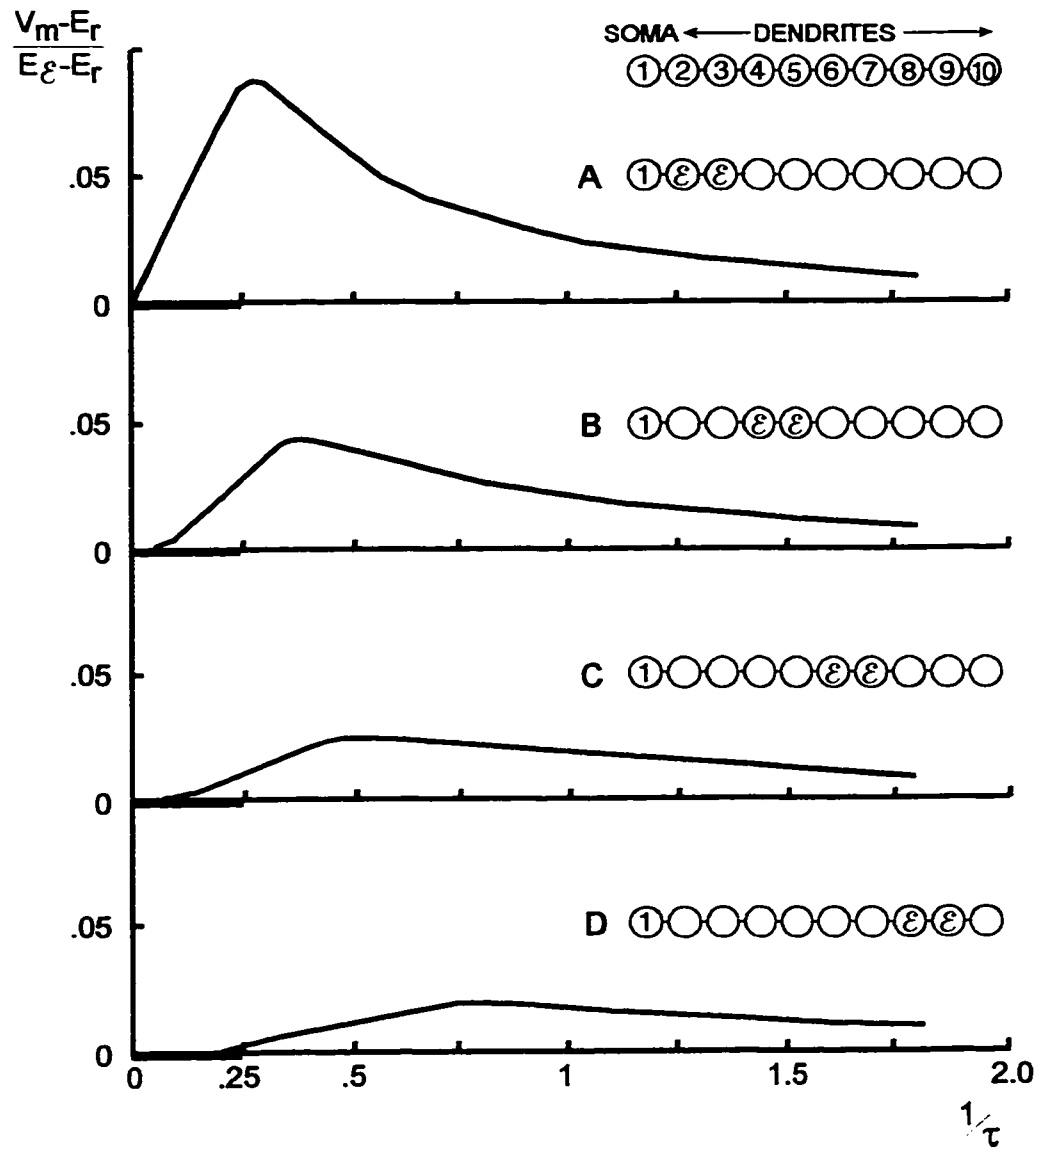 Vm-Er
Eℰ-Er
SOMA ← DENDRITES →
1 2 3 4 5 6 7 8 9 10
.05
A 1 ℰ ℰ
0
.05
B 1 ℰ ℰ
0
.05
C 1 ℰ ℰ
0
.05
D 1 ℰ ℰ
0
0 .25 .5 1 1.5 2.0
1/τ